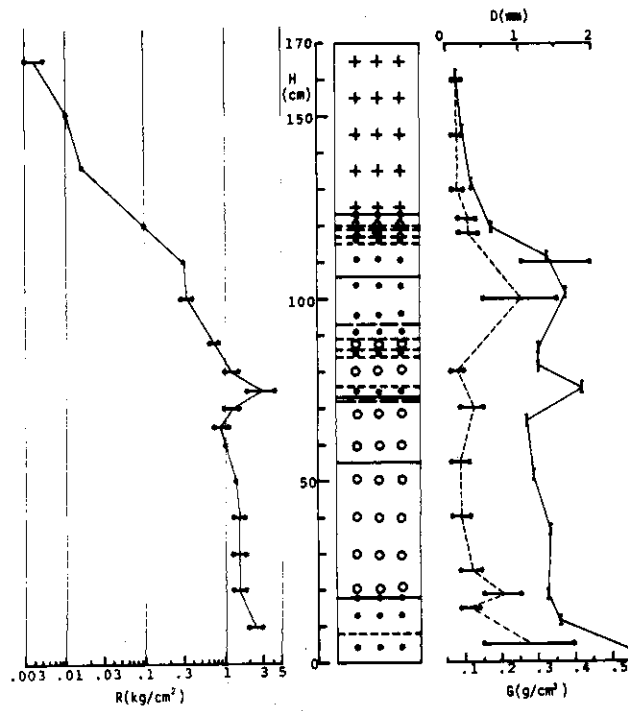 D(mm)
0 1 2
170
H
(cm)
150
100
50
0
.003 .01 .1 .3 1 3 5
R(kg/cm²)
.1 .2 .3 .4 .5
G(g/cm³)